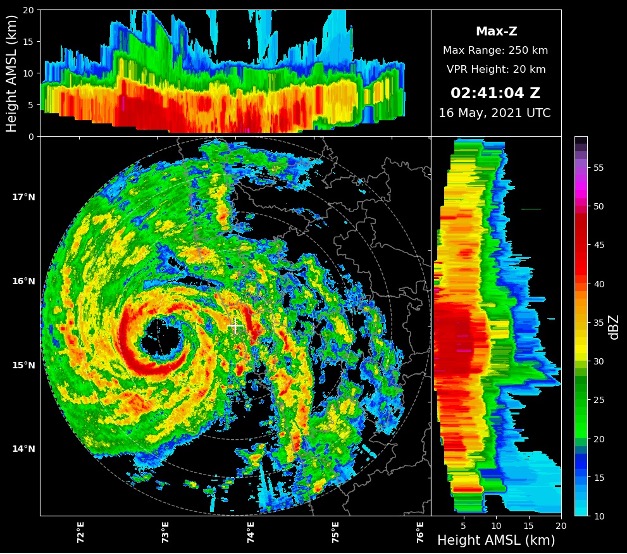 20
15
10
5
0
Height AMSL (km)
Max-Z
Max Range: 250 km
VPR Height: 20 km
02:41:04 Z
16 May, 2021 UTC
17°N
16°N
15°N
14°N
72°E
73°E
74°E
75°E
76°E
5
10
15
20
Height AMSL (km)
55
50
45
40
35
30
25
20
15
10
dBZ